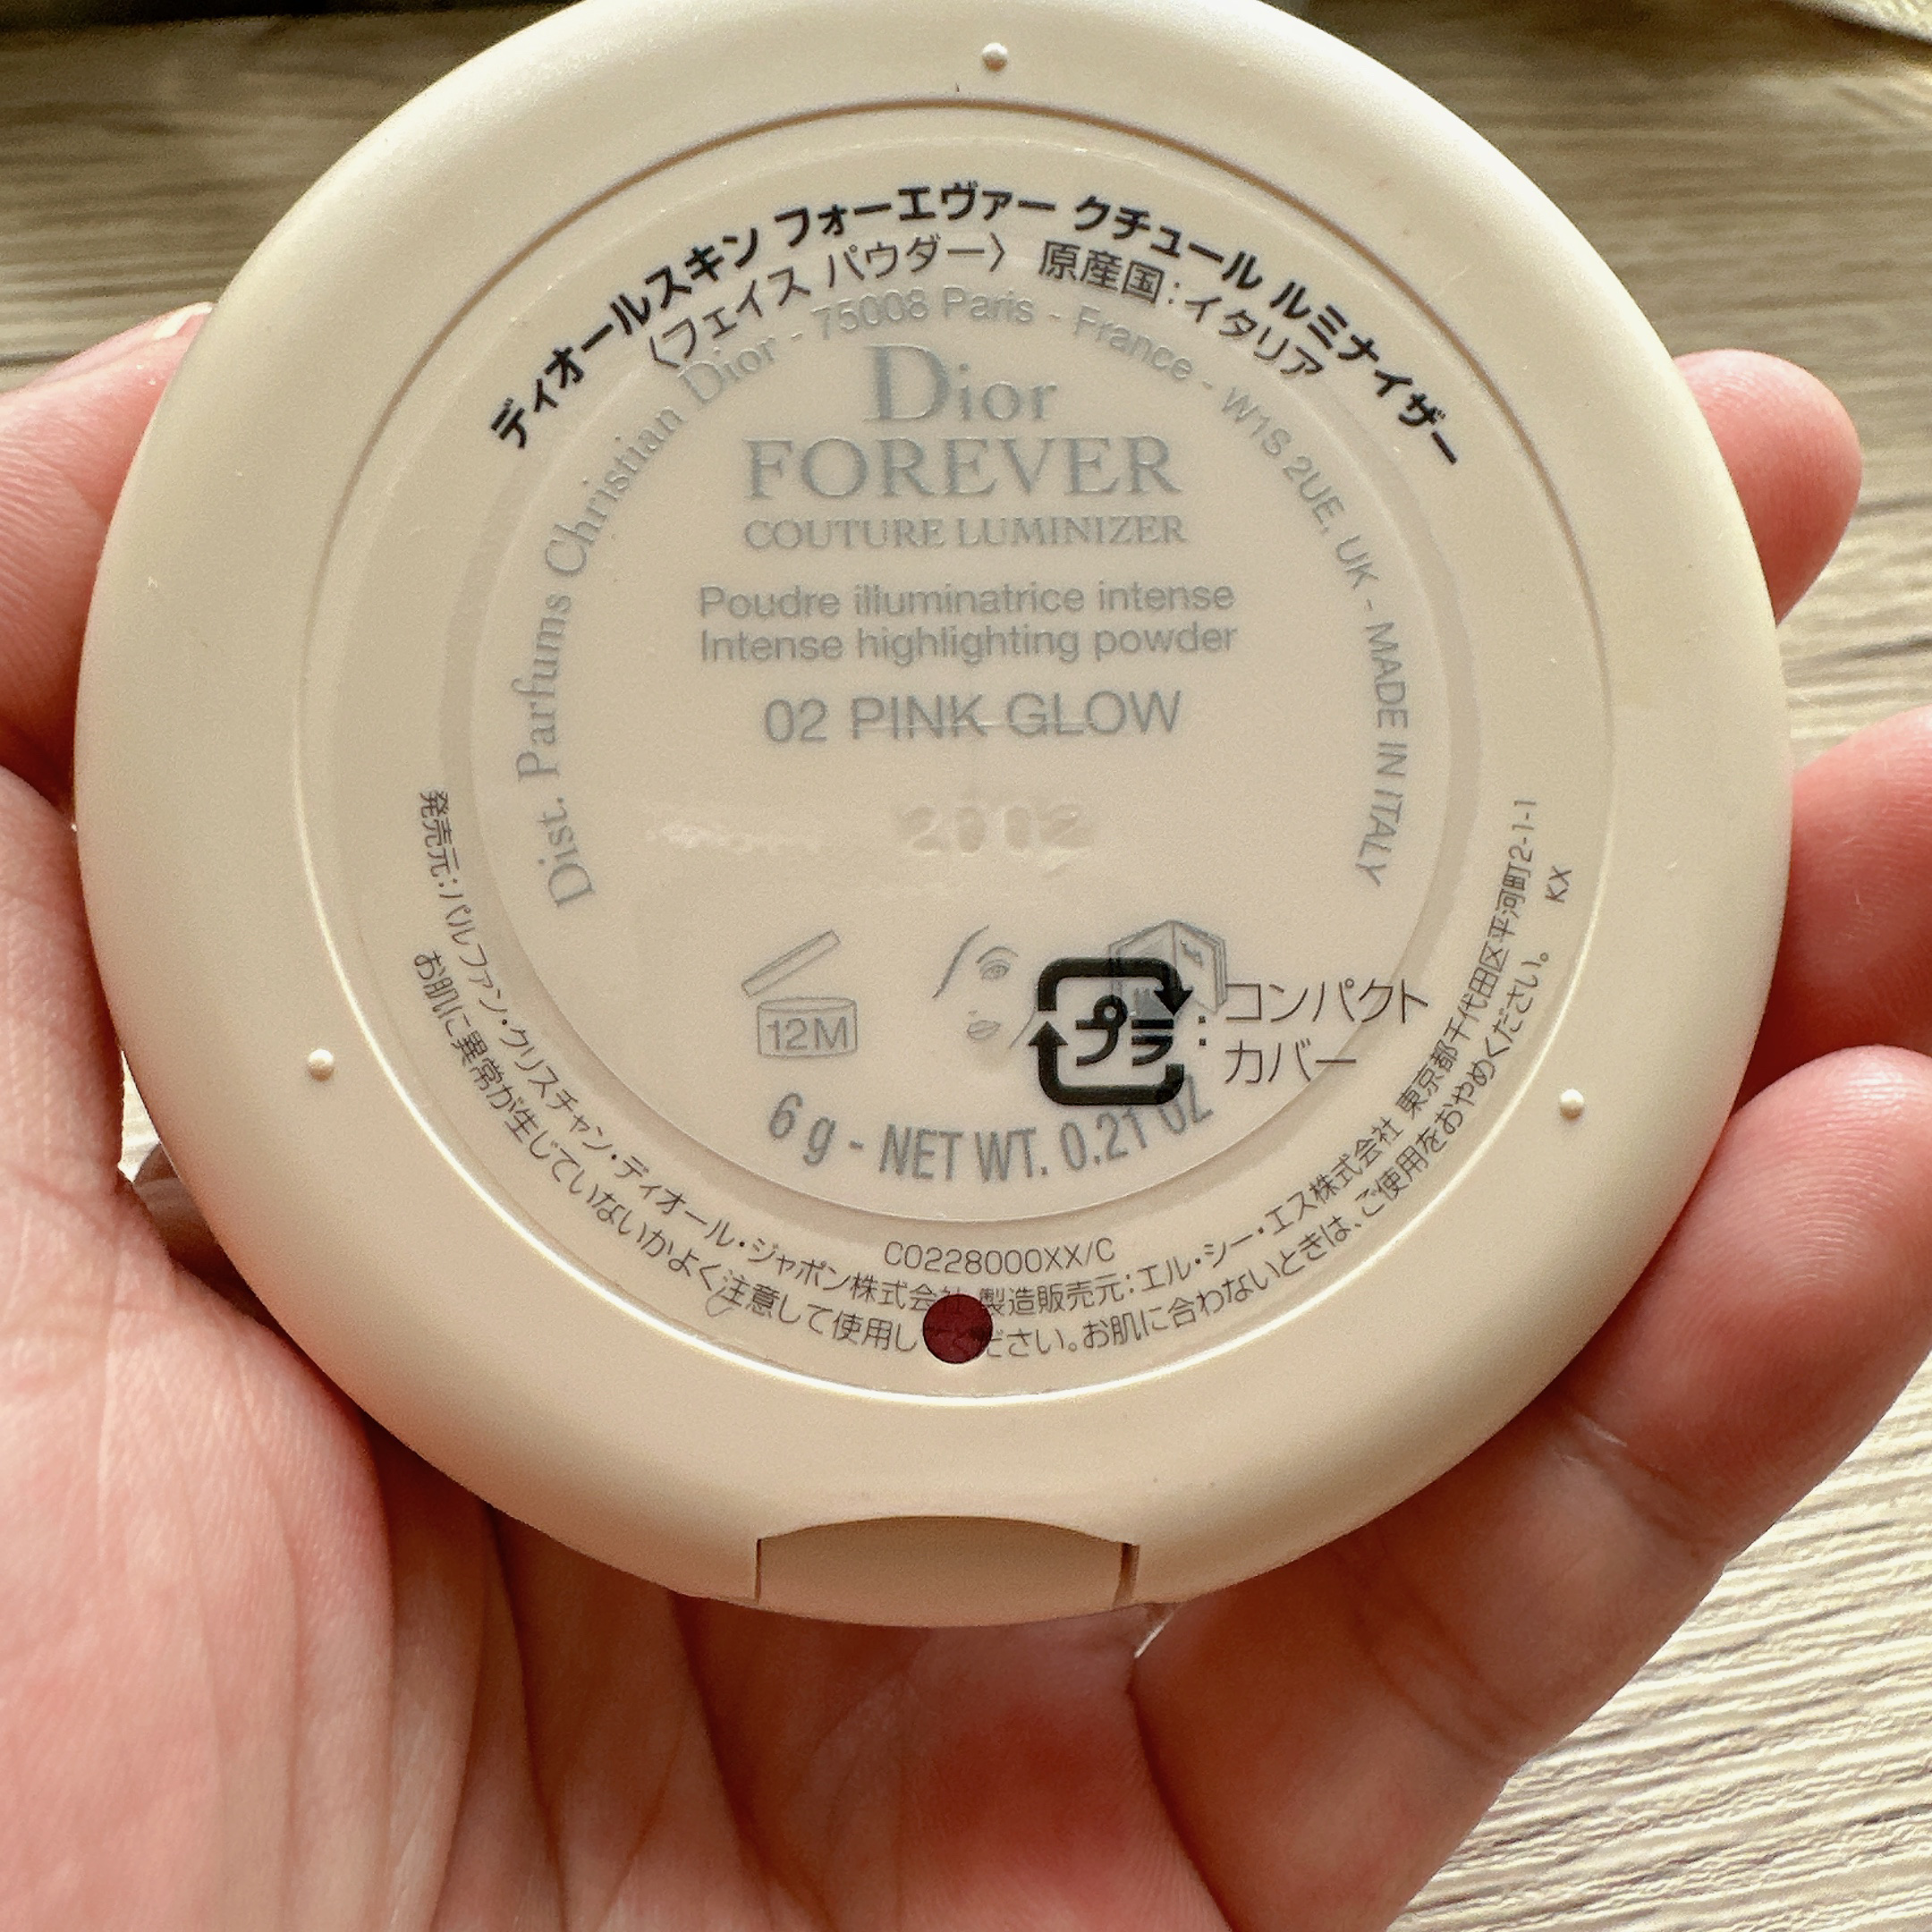 ディオールスキン フォーエヴァー クチュール ルミナイザー
〈フェイス パウダー〉 原産国：イタリア
Dist. Parfums Christian Dior - 75008 Paris - France - W1S 2UE, UK - MADE IN ITALY
Dior
FOREVER
COUTURE LUMINIZER
Poudre illuminatrice intense
Intense highlighting powder
02 PINK GLOW
2002
12M
プラ：コンパクト
カバー
6 g - NET WT. 0.21 OZ
C0228000XX/C
発売元：パルファン・クリスチャン・ディオール・ジャポン株式会社 製造販売元：エル・シー・エス株式会社 東京都千代田区平河町2-1-1
お肌に異常が生じていないかよく注意して使用してください。お肌に合わないときは、ご使用をおやめください。 KX